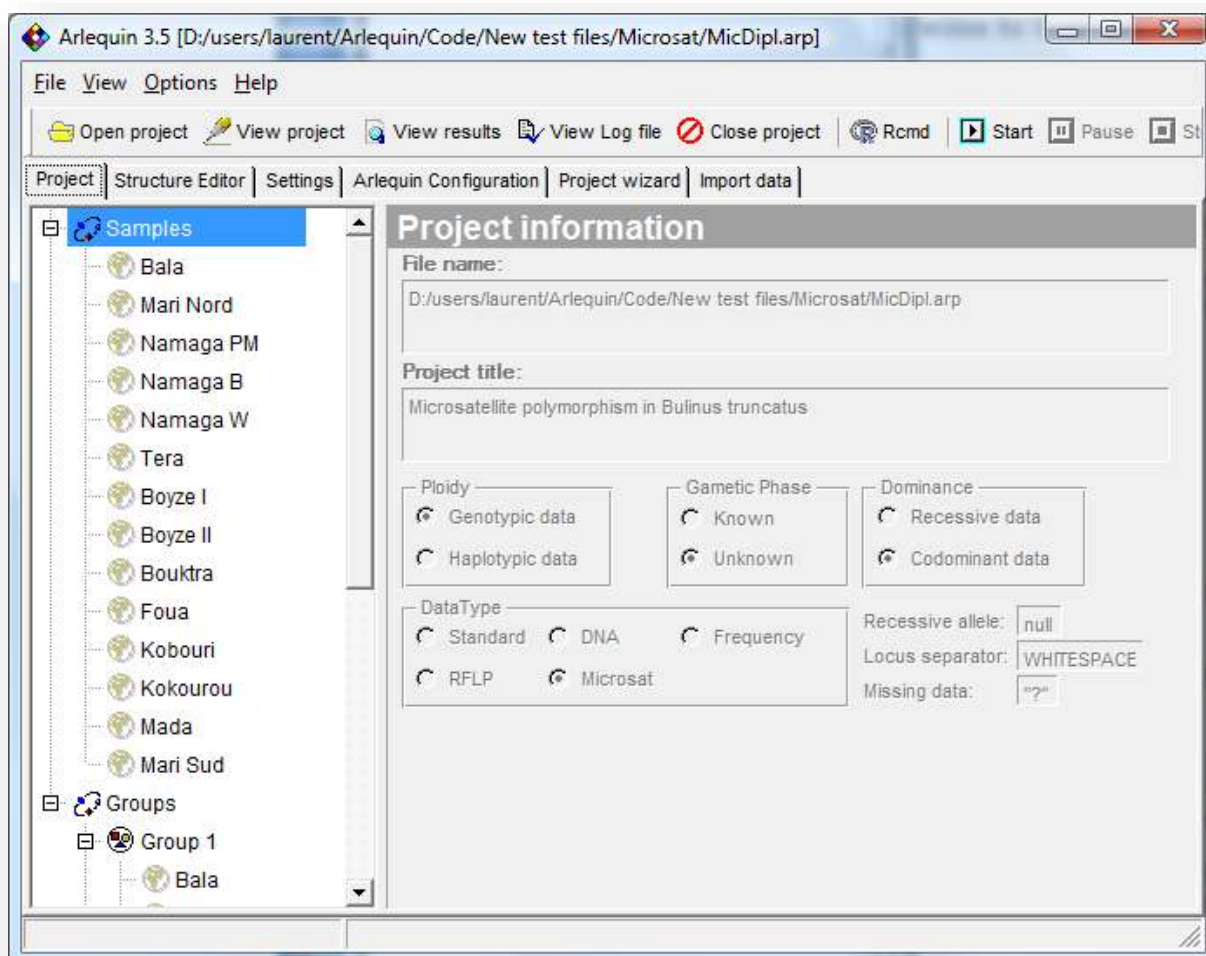 Arlequin 3.5 [D:/users/laurent/Arlequin/Code/New test files/Microsat/MicDipl.arp]
File View Options Help
Open project View project View results View Log file Close project Rcmd Start Pause St
Project Structure Editor Settings Arlequin Configuration Project wizard Import data
Samples
Bala
Mari Nord
Namaga PM
Namaga B
Namaga W
Tera
Boyze I
Boyze II
Bouktra
Foua
Kobouri
Kokourou
Mada
Mari Sud
Groups
Group 1
Bala
Project information
File name:
D:/users/laurent/Arlequin/Code/New test files/Microsat/MicDipl.arp
Project title:
Microsatellite polymorphism in Bulinus truncatus
Ploidy
Genotypic data
Haplotypic data
Gametic Phase
Known
Unknown
Dominance
Recessive data
Codominant data
DataType
Standard DNA Frequency
RFLP Microsat
Recessive allele: null
Locus separator: WHITESPACE
Missing data: "?"